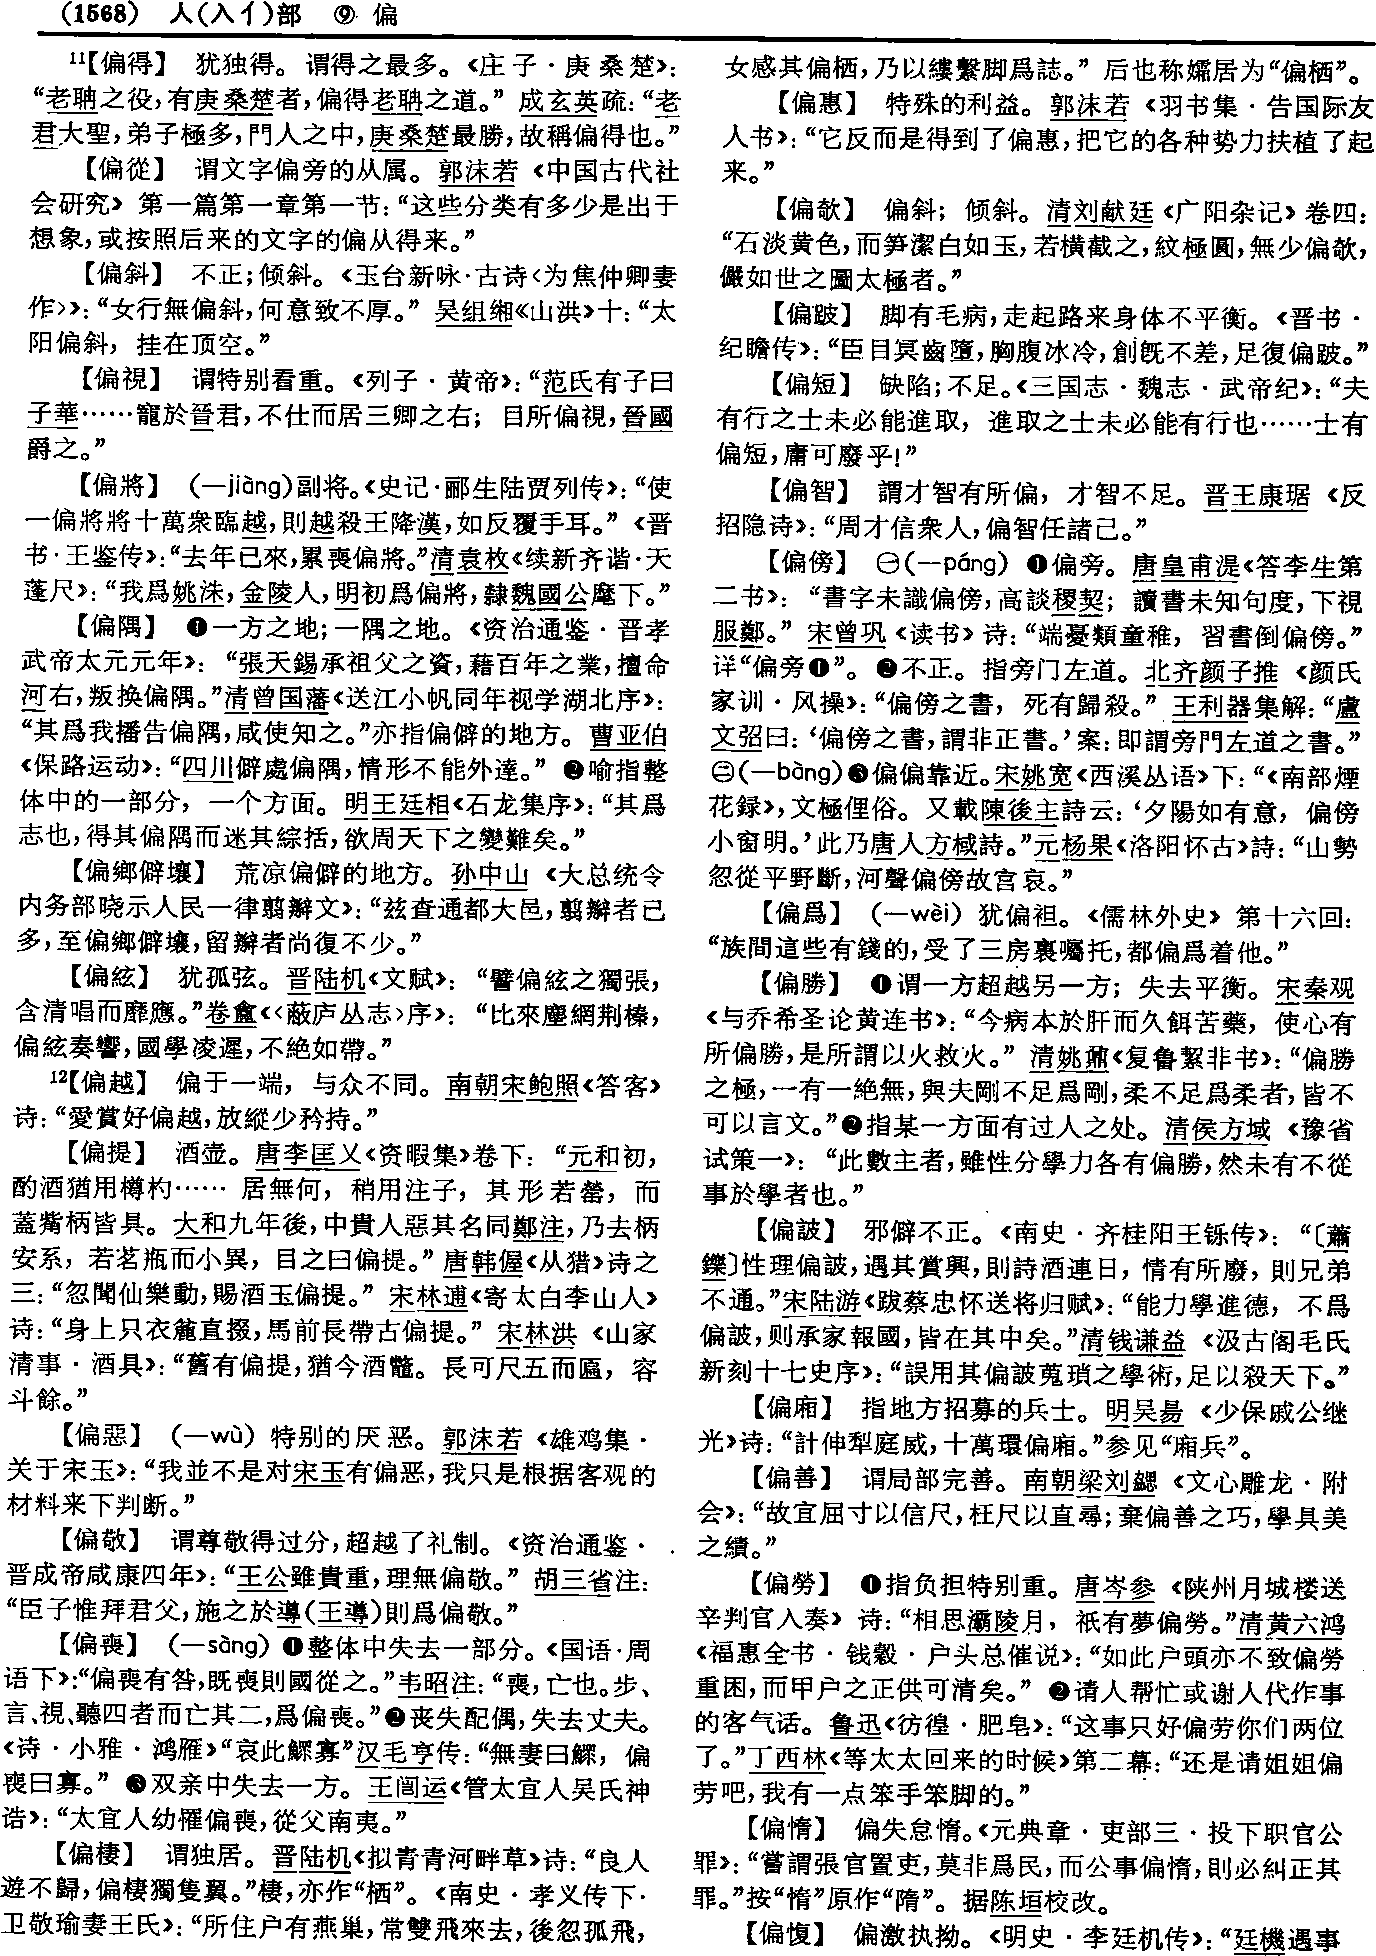 (1568) 人(入亻)部 ⑨ 偏
11【偏得】 犹独得。谓得之最多。《庄子·庚桑楚》:
“老聃之役,有庚桑楚者,偏得老聃之道。”成玄英疏:“老
君大聖,弟子極多,門人之中,庚桑楚最勝,故稱偏得也。”
【偏從】 谓文字偏旁的从属。郭沫若《中国古代社
会研究》第一篇第一章第一节:“这些分类有多少是出于
想象,或按照后来的文字的偏从得来。”
【偏斜】 不正;倾斜。《玉台新咏·古诗〈为焦仲卿妻
作〉》:“女行無偏斜,何意致不厚。”吴组缃《山洪》十:“太
阳偏斜,挂在顶空。”
【偏視】 谓特别看重。《列子·黄帝》:“范氏有子曰
子華……寵於晉君,不仕而居三卿之右;目所偏視,晉國
爵之。”
【偏將】 (—jiàng)副将。《史记·郦生陆贾列传》:“使
一偏將將十萬衆臨越,則越殺王降漢,如反覆手耳。”《晋
书·王鉴传》:“去年已來,累喪偏將。”清袁枚《续新齐谐·天
蓬尺》:“我爲姚洙,金陵人,明初爲偏將,隸魏國公麾下。”
【偏隅】 ❶一方之地;一隅之地。《资治通鉴·晋孝
武帝太元元年》:“張天錫承祖父之資,藉百年之業,擅命
河右,叛换偏隅。”清曾国藩《送江小帆同年视学湖北序》:
“其爲我播告偏隅,咸使知之。”亦指偏僻的地方。曹亚伯
《保路运动》:“四川僻處偏隅,情形不能外達。”❷喻指整
体中的一部分,一个方面。明王廷相《石龙集序》:“其爲
志也,得其偏隅而迷其綜括,欲周天下之變難矣。”
【偏鄉僻壤】 荒凉偏僻的地方。孙中山《大总统令
内务部晓示人民一律翦辫文》:“兹查通都大邑,翦辮者已
多,至偏鄉僻壤,留辮者尚復不少。”
【偏絃】 犹孤弦。晋陆机《文赋》:“譬偏絃之獨張,
含清唱而靡應。”卷盦《〈蔽庐丛志〉序》:“比來塵網荆榛,
偏絃奏響,國學凌遲,不絶如帶。”
12【偏越】 偏于一端,与众不同。南朝宋鲍照《答客》
诗:“愛賞好偏越,放縱少矜持。”
【偏提】 酒壶。唐李匡乂《资暇集》卷下:“元和初,
酌酒猶用樽杓……居無何,稍用注子,其形若罃,而
蓋觜柄皆具。大和九年後,中貴人惡其名同鄭注,乃去柄
安系,若茗瓶而小異,目之曰偏提。”唐韩偓《从猎》诗之
三:“忽聞仙樂動,賜酒玉偏提。”宋林逋《寄太白李山人》
诗:“身上只衣麄直掇,馬前長帶古偏提。”宋林洪《山家
清事·酒具》:“舊有偏提,猶今酒鼈。長可尺五而匾,容
斗餘。”
【偏惡】 (—wù)特别的厌恶。郭沫若《雄鸡集·
关于宋玉》:“我並不是对宋玉有偏恶,我只是根据客观的
材料来下判断。”
【偏敬】 谓尊敬得过分,超越了礼制。《资治通鉴·
晋成帝咸康四年》:“王公雖貴重,理無偏敬。”胡三省注:
“臣子惟拜君父,施之於導(王導)則爲偏敬。”
【偏喪】 (—sàng)❶整体中失去一部分。《国语·周
语下》:“偏喪有咎,既喪則國從之。”韦昭注:“喪,亡也。步、
言、視、聽四者而亡其二,爲偏喪。”❷丧失配偶,失去丈夫。
《诗·小雅·鸿雁》“哀此鰥寡”汉毛亨传:“無妻曰鰥,偏
喪曰寡。”❸双亲中失去一方。王闿运《管太宜人吴氏神
诰》:“太宜人幼罹偏喪,從父南夷。”
【偏棲】 谓独居。晋陆机《拟青青河畔草》诗:“良人
遊不歸,偏棲獨隻翼。”棲,亦作“栖”。《南史·孝义传下·
卫敬瑜妻王氏》:“所住户有燕巢,常雙飛來去,後忽孤飛,
女感其偏栖,乃以縷繫脚爲誌。”后也称孀居为“偏栖”。
【偏惠】 特殊的利益。郭沫若《羽书集·告国际友
人书》:“它反而是得到了偏惠,把它的各种势力扶植了起
来。”
【偏欹】 偏斜;倾斜。清刘献廷《广阳杂记》卷四:
“石淡黄色,而笋潔白如玉,若横截之,紋極圓,無少偏欹,
儼如世之圖太極者。”
【偏跛】 脚有毛病,走起路来身体不平衡。《晋书·
纪瞻传》:“臣目冥齒墮,胸腹冰冷,創既不差,足復偏跛。”
【偏短】 缺陷;不足。《三国志·魏志·武帝纪》:“夫
有行之士未必能進取,進取之士未必能有行也……士有
偏短,庸可廢乎!”
【偏智】 謂才智有所偏,才智不足。晋王康琚《反
招隐诗》:“周才信衆人,偏智任諸己。”
【偏傍】 ㊀(—páng)❶偏旁。唐皇甫湜《答李生第
二书》:“書字未識偏傍,高談稷契;讀書未知句度,下視
服鄭。”宋曾巩《读书》诗:“端憂類童稚,習書倒偏傍。”
详“偏旁❶”。❷不正。指旁门左道。北齐颜子推《颜氏
家训·风操》:“偏傍之書,死有歸殺。”王利器集解:“盧
文弨曰:‘偏傍之書,謂非正書。’案:即謂旁門左道之書。”
㊁(—bàng)❸偏偏靠近。宋姚宽《西溪丛语》下:“《南部煙
花録》,文極俚俗。又載陳後主詩云:‘夕陽如有意,偏傍
小窗明。’此乃唐人方棫詩。”元杨果《洛阳怀古》詩:“山勢
忽從平野斷,河聲偏傍故宫哀。”
【偏爲】 (—wèi)犹偏袒。《儒林外史》第十六回:
“族間這些有錢的,受了三房裏囑托,都偏爲着他。”
【偏勝】 ❶谓一方超越另一方;失去平衡。宋秦观
《与乔希圣论黄连书》:“今病本於肝而久餌苦藥,使心有
所偏勝,是所謂以火救火。”清姚鼐《复鲁絜非书》:“偏勝
之極,一有一絶無,與夫剛不足爲剛,柔不足爲柔者,皆不
可以言文。”❷指某一方面有过人之处。清侯方域《豫省
试策一》:“此數主者,雖性分學力各有偏勝,然未有不從
事於學者也。”
【偏詖】 邪僻不正。《南史·齐桂阳王铄传》:“〔蕭
鑠〕性理偏詖,遇其賞興,則詩酒連日,情有所廢,則兄弟
不通。”宋陆游《跋蔡忠怀送将归赋》:“能力學進德,不爲
偏詖,则承家報國,皆在其中矣。”清钱谦益《汲古阁毛氏
新刻十七史序》:“誤用其偏詖蒐瑣之學術,足以殺天下。”
【偏廂】 指地方招募的兵士。明吴昜《少保戚公继
光》诗:“計伸犁庭威,十萬環偏廂。”参见“廂兵”。
【偏善】 谓局部完善。南朝梁刘勰《文心雕龙·附
会》:“故宜屈寸以信尺,枉尺以直尋;棄偏善之巧,學具美
之績。”
【偏勞】 ❶指负担特别重。唐岑参《陕州月城楼送
辛判官入奏》诗:“相思灞陵月,祇有夢偏勞。”清黄六鸿
《福惠全书·钱穀·户头总催说》:“如此户頭亦不致偏勞
重困,而甲户之正供可清矣。”❷请人帮忙或谢人代作事
的客气话。鲁迅《彷徨·肥皂》:“这事只好偏劳你们两位
了。”丁西林《等太太回来的时候》第二幕:“还是请姐姐偏
劳吧,我有一点笨手笨脚的。”
【偏惰】 偏失怠惰。《元典章·吏部三·投下职官公
罪》:“嘗謂張官置吏,莫非爲民,而公事偏惰,則必糾正其
罪。”按“惰”原作“隋”。据陈垣校改。
【偏愎】 偏激执拗。《明史·李廷机传》:“廷機遇事